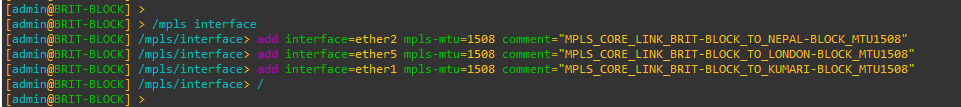 [admin@BRIT-BLOCK] >
[admin@BRIT-BLOCK] > /mpls interface
[admin@BRIT-BLOCK] /mpls/interface> add interface=ether2 mpls-mtu=1508 comment="MPLS_CORE_LINK_BRIT-BLOCK_TO_NEPAL-BLOCK_MTU1508"
[admin@BRIT-BLOCK] /mpls/interface> add interface=ether5 mpls-mtu=1508 comment="MPLS_CORE_LINK_BRIT-BLOCK_TO_LONDON-BLOCK_MTU1508"
[admin@BRIT-BLOCK] /mpls/interface> add interface=ether1 mpls-mtu=1508 comment="MPLS_CORE_LINK_BRIT-BLOCK_TO_KUMARI-BLOCK_MTU1508"
[admin@BRIT-BLOCK] /mpls/interface> /
[admin@BRIT-BLOCK] >